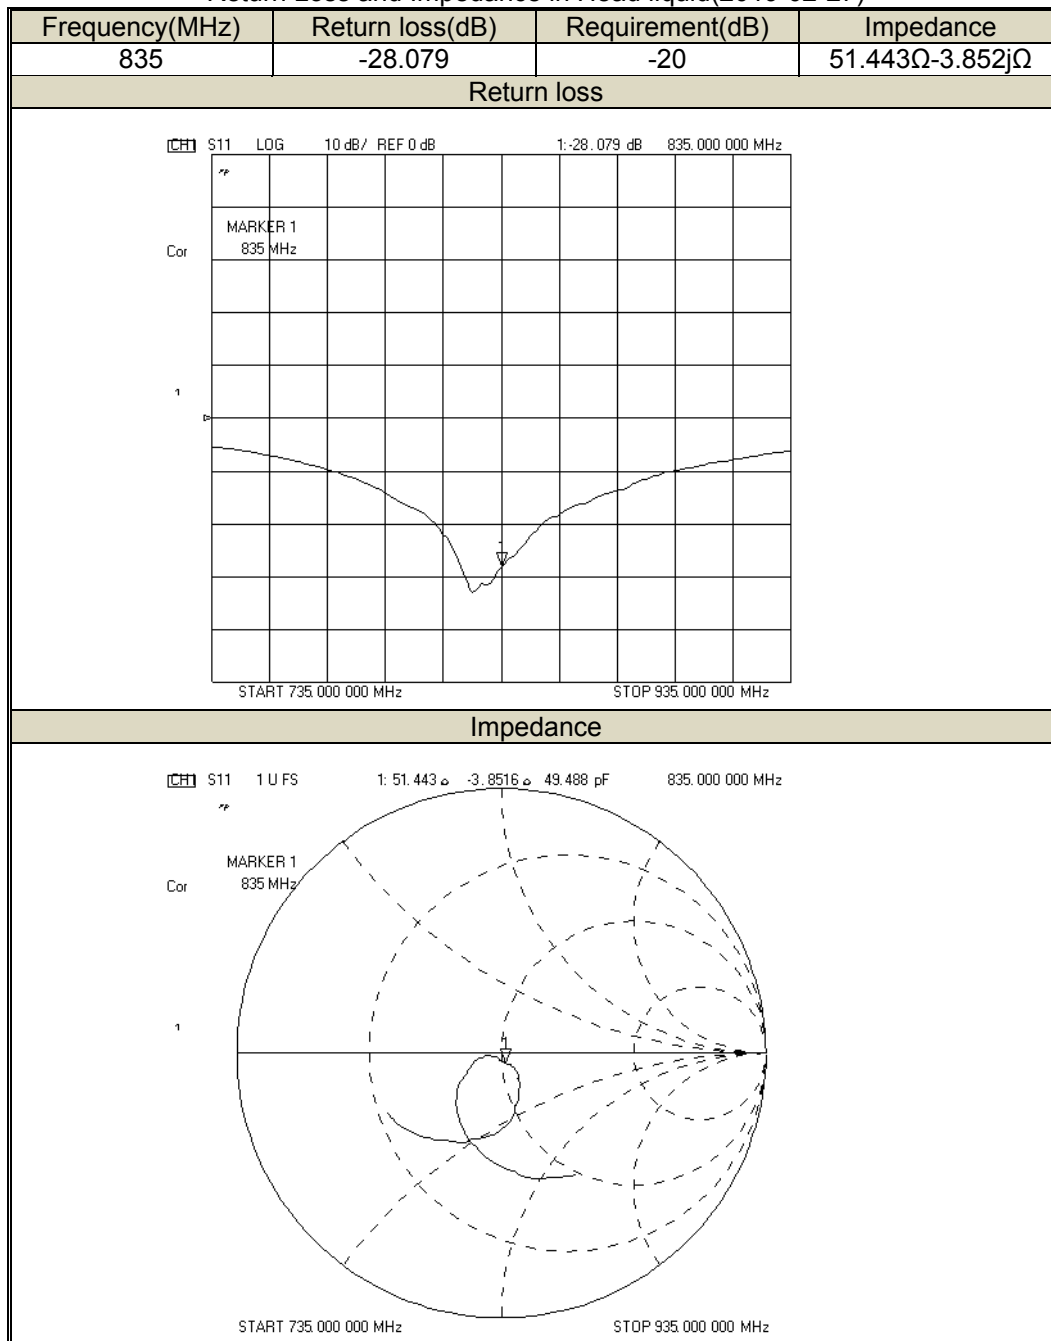 Frequency(MHz) Return loss(dB) Requirement(dB) Impedance
835 -28.079 -20 51.443Ω-3.852jΩ
Return loss
CH1 S11 LOG 10 dB/ REF 0 dB 1:-28.079 dB 835.000 000 MHz
MARKER 1
835 MHz
Cor
1
START 735.000 000 MHz STOP 935.000 000 MHz
Impedance
CH1 S11 1 U FS 1: 51.443 Ω -3.8516 Ω 49.488 pF 835.000 000 MHz
MARKER 1
835 MHz
Cor
1
START 735.000 000 MHz STOP 935.000 000 MHz